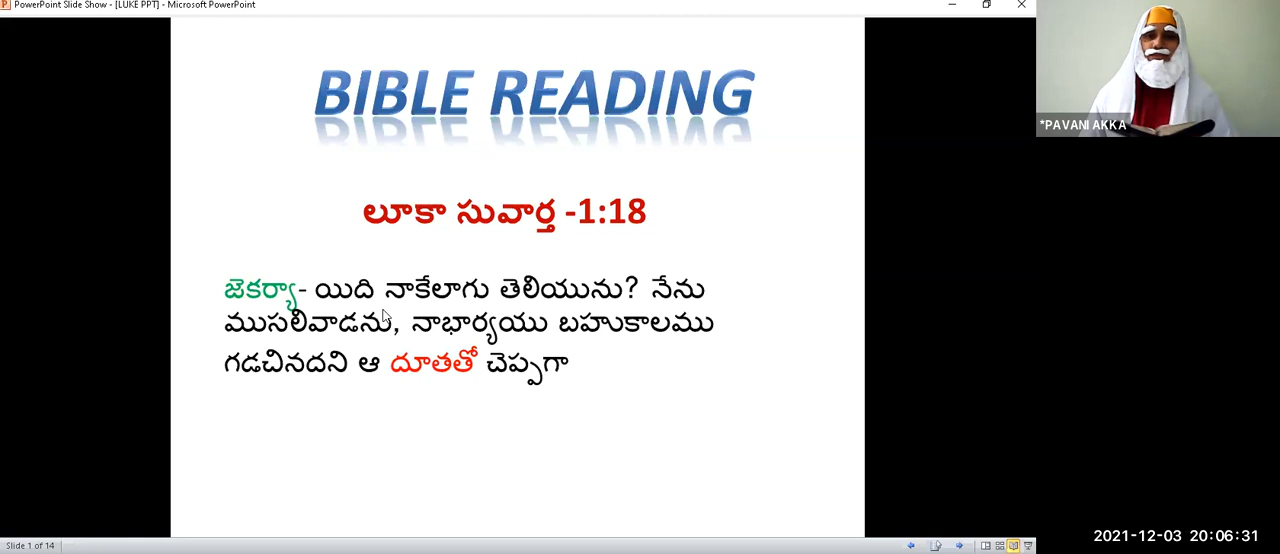 PowerPoint Slide Show - [LUKE PPT] - Microsoft PowerPoint
BIBLE READING
*PAVANI AKKA
లూకా సువార్త -1:18
జెకర్యా- యిది నాకేలాగు తెలియును? నేను
ముసలివాడను, నాభార్యయు బహుకాలము
గడచినదని ఆ దూతతో చెప్పగా
2021-12-03 20:06:31
Slide 1 of 14